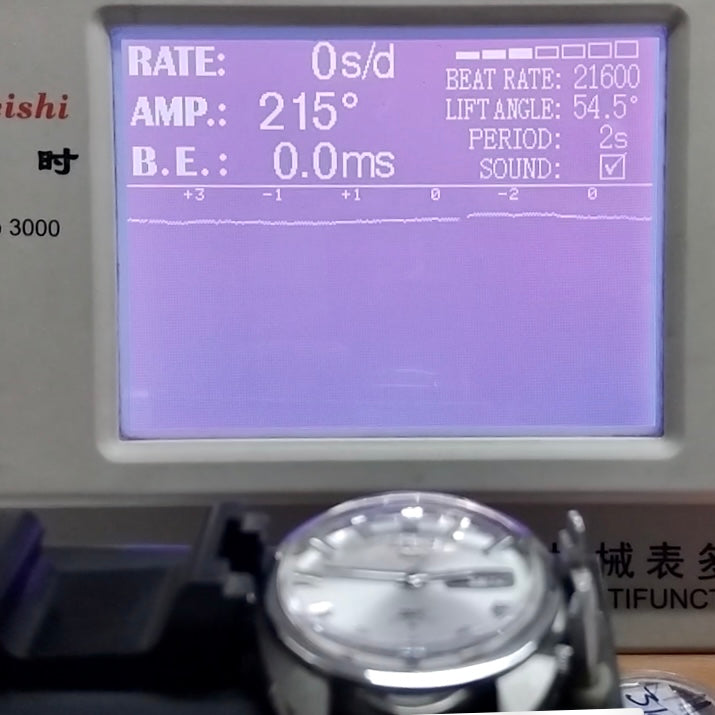 RATE: 0s/d
AMP.: 215°
B.E.: 0.0ms
BEAT RATE: 21600
LIFT ANGLE: 54.5°
PERIOD: 2s
SOUND: ☑
+3 -1 +1 0 -2 0
eishi
时
3000
械表多
TIFUNCT